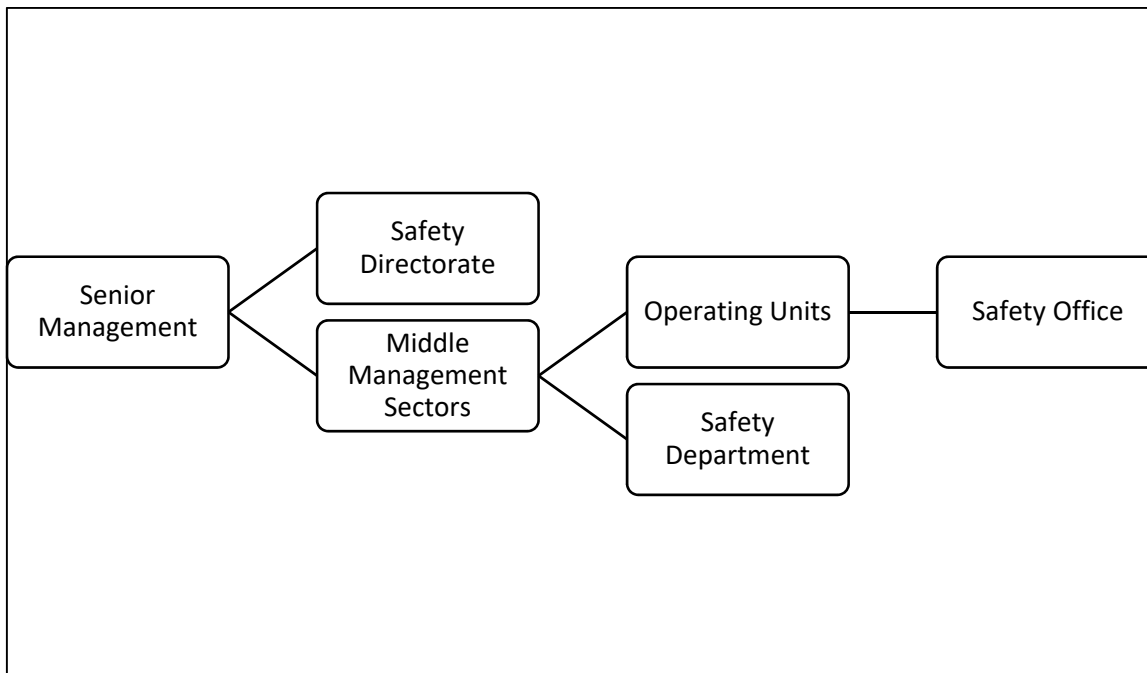 Senior
Management
Safety
Directorate
Middle
Management
Sectors
Operating Units
Safety
Department
Safety Office